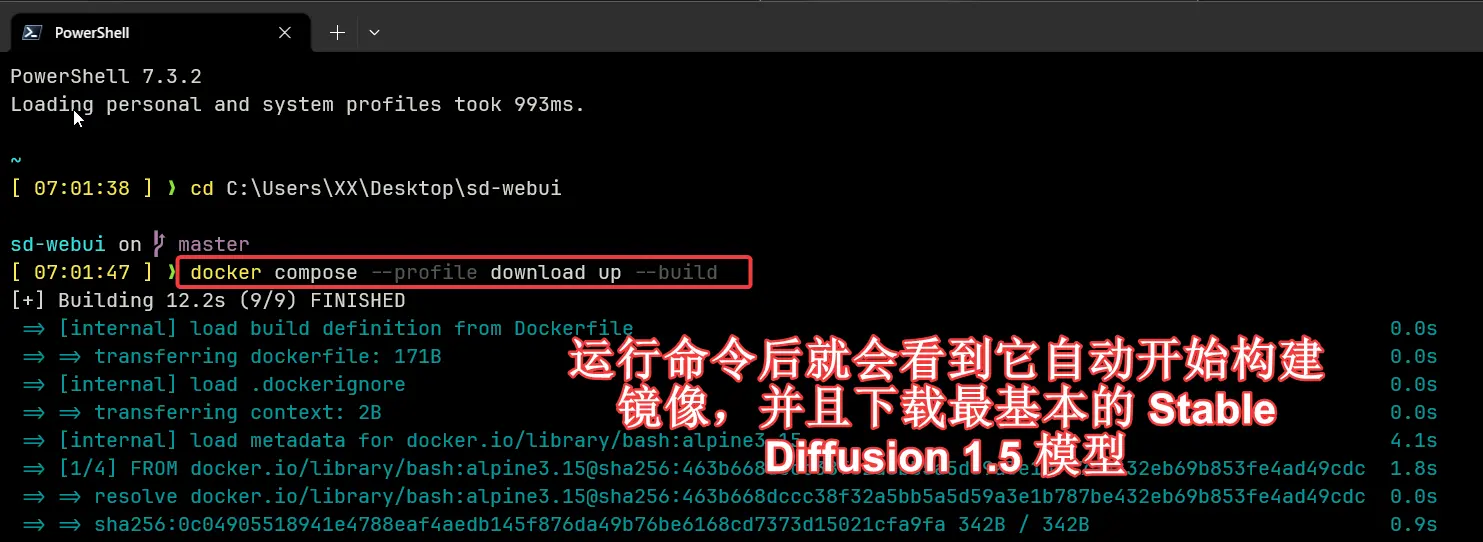 PowerShell
PowerShell 7.3.2
Loading personal and system profiles took 993ms.
~
[ 07:01:38 ] ❯ cd C:\Users\XX\Desktop\sd-webui
sd-webui on master
[ 07:01:47 ] ❯ docker compose --profile download up --build
[+] Building 12.2s (9/9) FINISHED
=> [internal] load build definition from Dockerfile 0.0s
=> => transferring dockerfile: 171B 0.0s
=> [internal] load .dockerignore 0.0s
=> => transferring context: 2B 0.0s
=> [internal] load metadata for docker.io/library/bash:alpine3.15 4.1s
=> [1/4] FROM docker.io/library/bash:alpine3.15@sha256:463b668 32eb69b853fe4ad49cdc 1.8s
=> => resolve docker.io/library/bash:alpine3.15@sha256:463b668dccc38f32a5bb5a5d59a3e1b787be432eb69b853fe4ad49cdc 0.0s
=> => sha256:0c04905518941e4788eaf4aedb145f876da49b76be6168cd7373d15021cfa9fa 342B / 342B 0.9s
运行命令后就会看到它自动开始构建
镜像，并且下载最基本的 Stable
Diffusion 1.5 模型